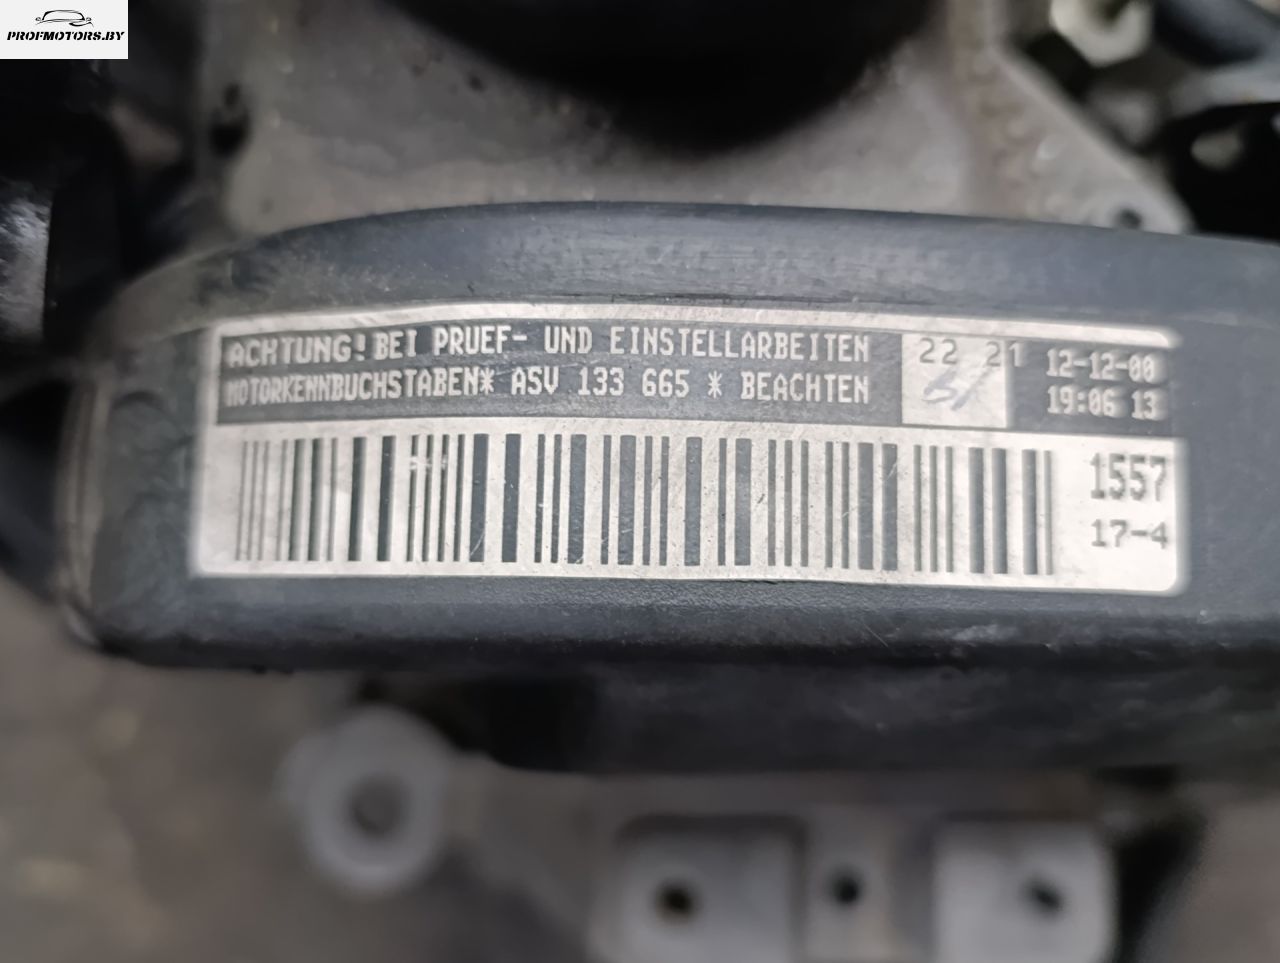 PROFMOTORS.BY
ACHTUNG! BEI PRUEF- UND EINSTELLARBEITEN 22 21 12-12-00
MOTORKENNBUCHSTABEN* ASV 133 665 * BEACHTEN 19:06 13
1557
17-4